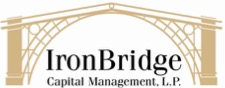 IronBridge
Capital Management, L.P.